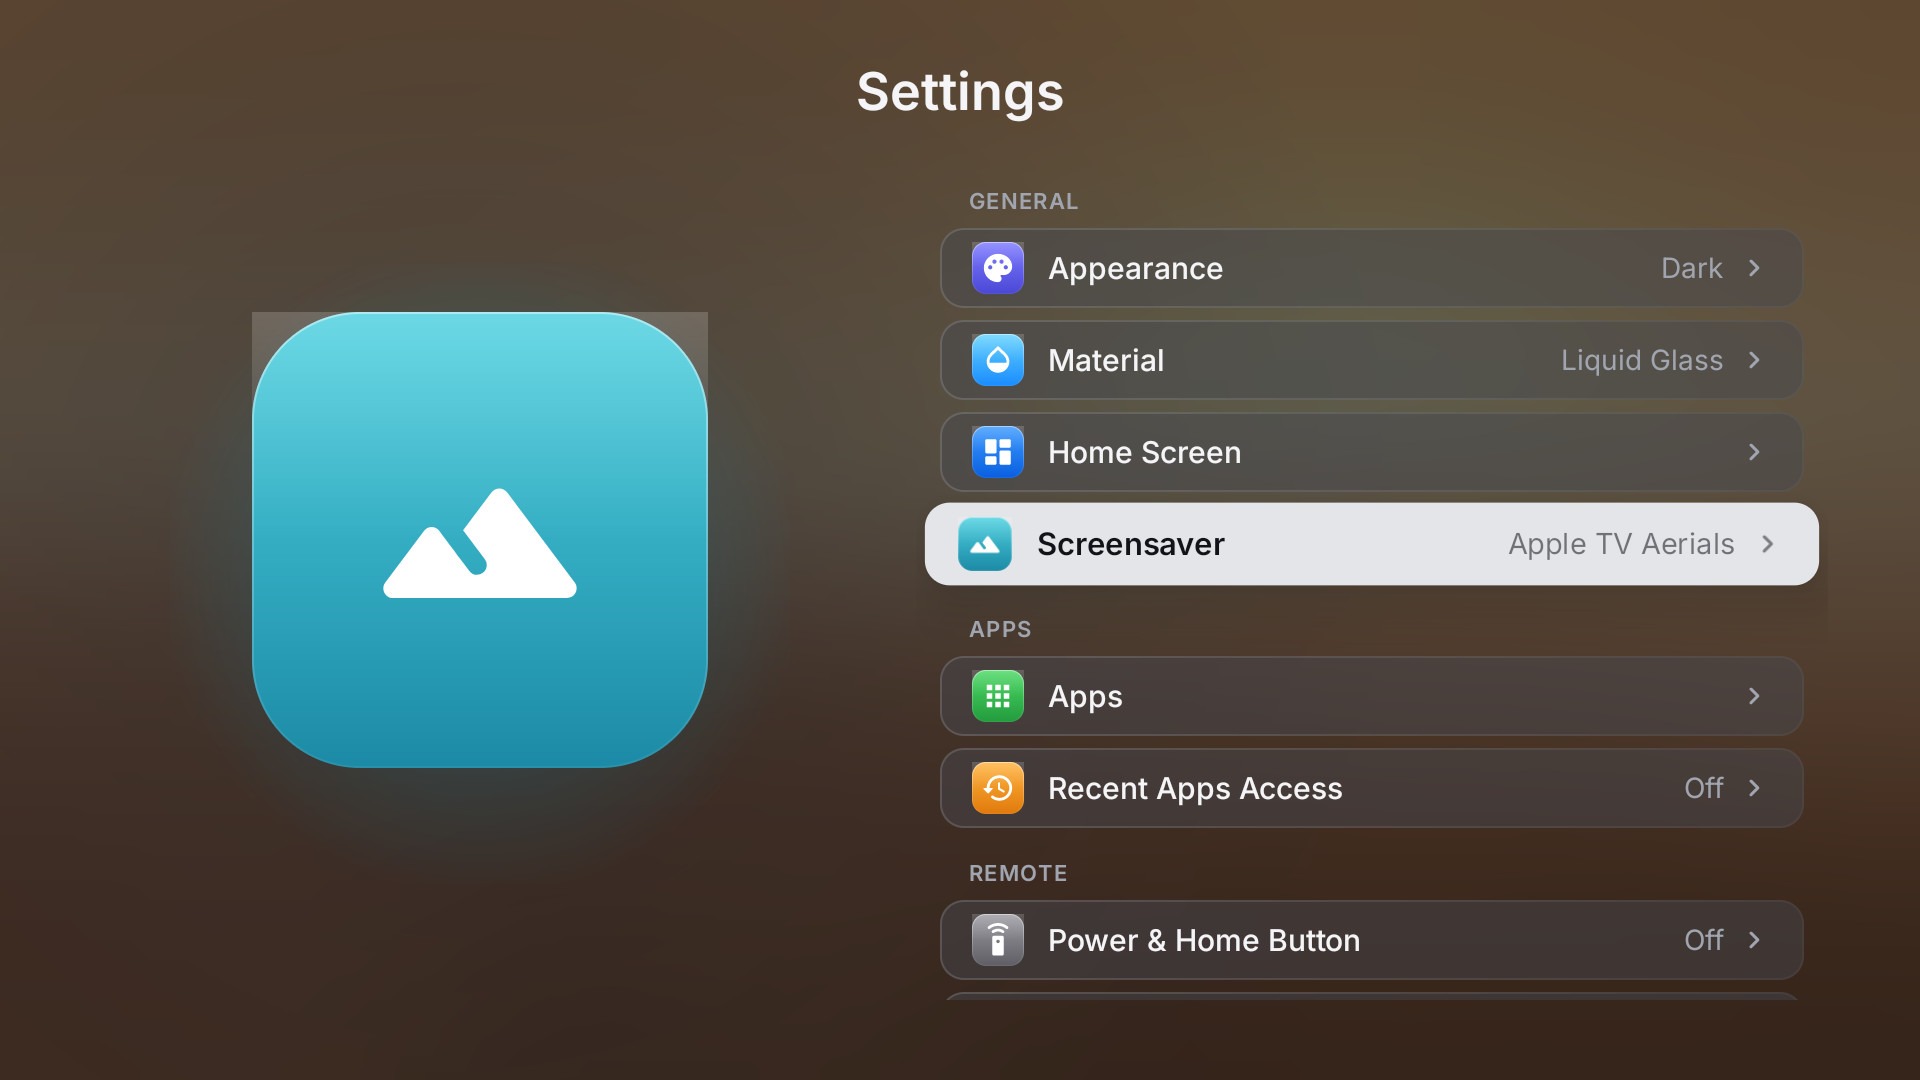 Settings
GENERAL
Appearance Dark
Material Liquid Glass
Home Screen
Screensaver Apple TV Aerials
APPS
Apps
Recent Apps Access Off
REMOTE
Power & Home Button Off